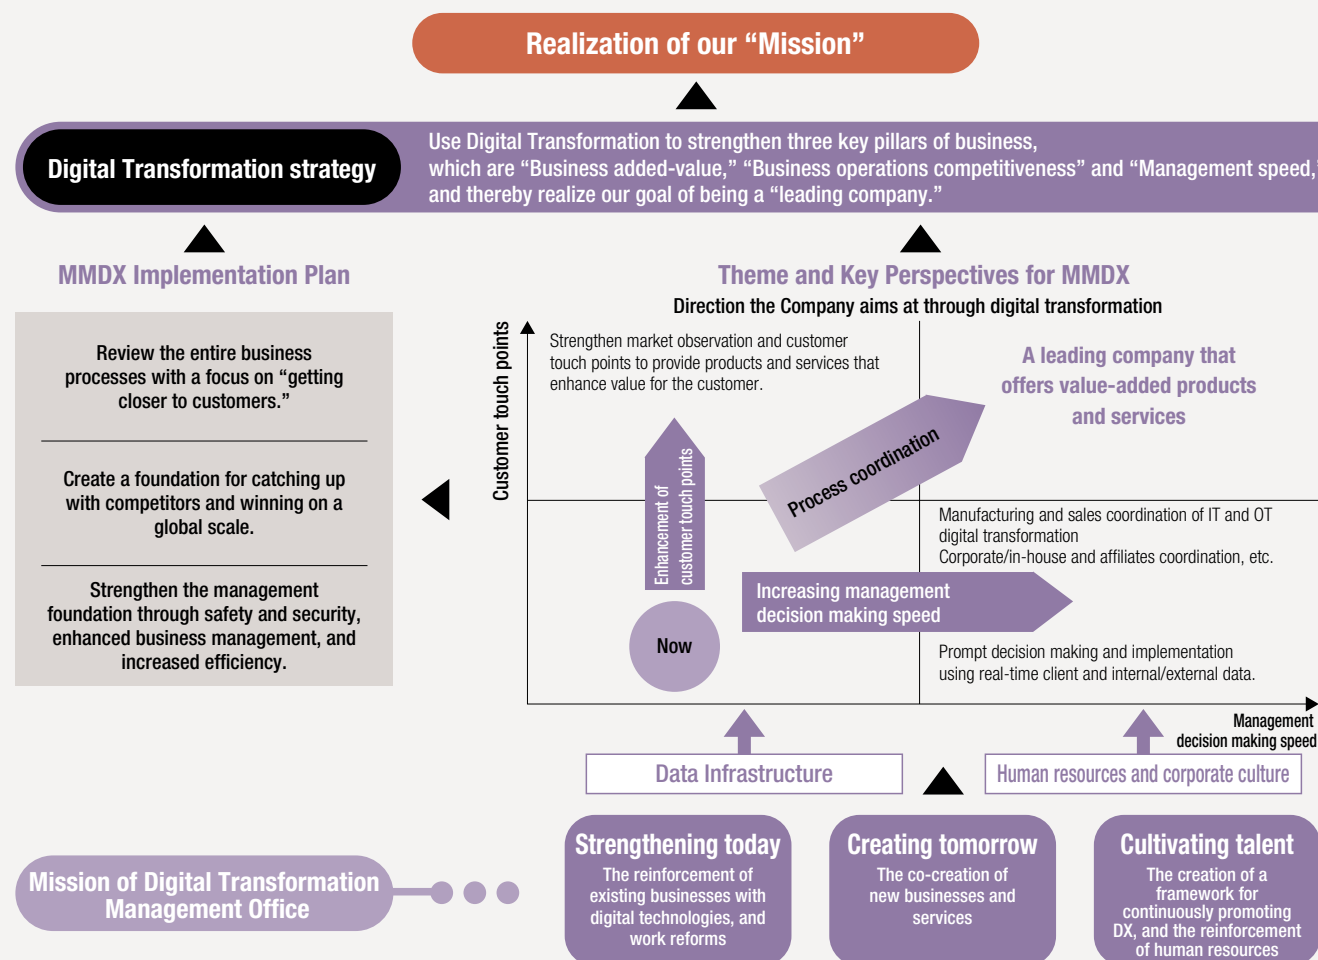 Realization of our “Mission”
Digital Transformation strategy
Use Digital Transformation to strengthen three key pillars of business,
which are “Business added-value,” “Business operations competitiveness” and “Management speed,”
and thereby realize our goal of being a “leading company.”
MMDX Implementation Plan
Review the entire business
processes with a focus on “getting
closer to customers.”
Create a foundation for catching up
with competitors and winning on a
global scale.
Strengthen the management
foundation through safety and security,
enhanced business management, and
increased efficiency.
Theme and Key Perspectives for MMDX
Direction the Company aims at through digital transformation
Customer touch points
Strengthen market observation and customer
touch points to provide products and services that
enhance value for the customer.
A leading company that
offers value-added products
and services
Enhancement of
customer touch points
Process coordination
Manufacturing and sales coordination of IT and OT
digital transformation
Corporate/in-house and affiliates coordination, etc.
Increasing management
decision making speed
Now
Prompt decision making and implementation
using real-time client and internal/external data.
Management
decision making speed
Data Infrastructure
Human resources and corporate culture
Mission of Digital Transformation
Management Office
Strengthening today
The reinforcement of
existing businesses with
digital technologies, and
work reforms
Creating tomorrow
The co-creation of
new businesses and
services
Cultivating talent
The creation of a
framework for
continuously promoting
DX, and the reinforcement
of human resources